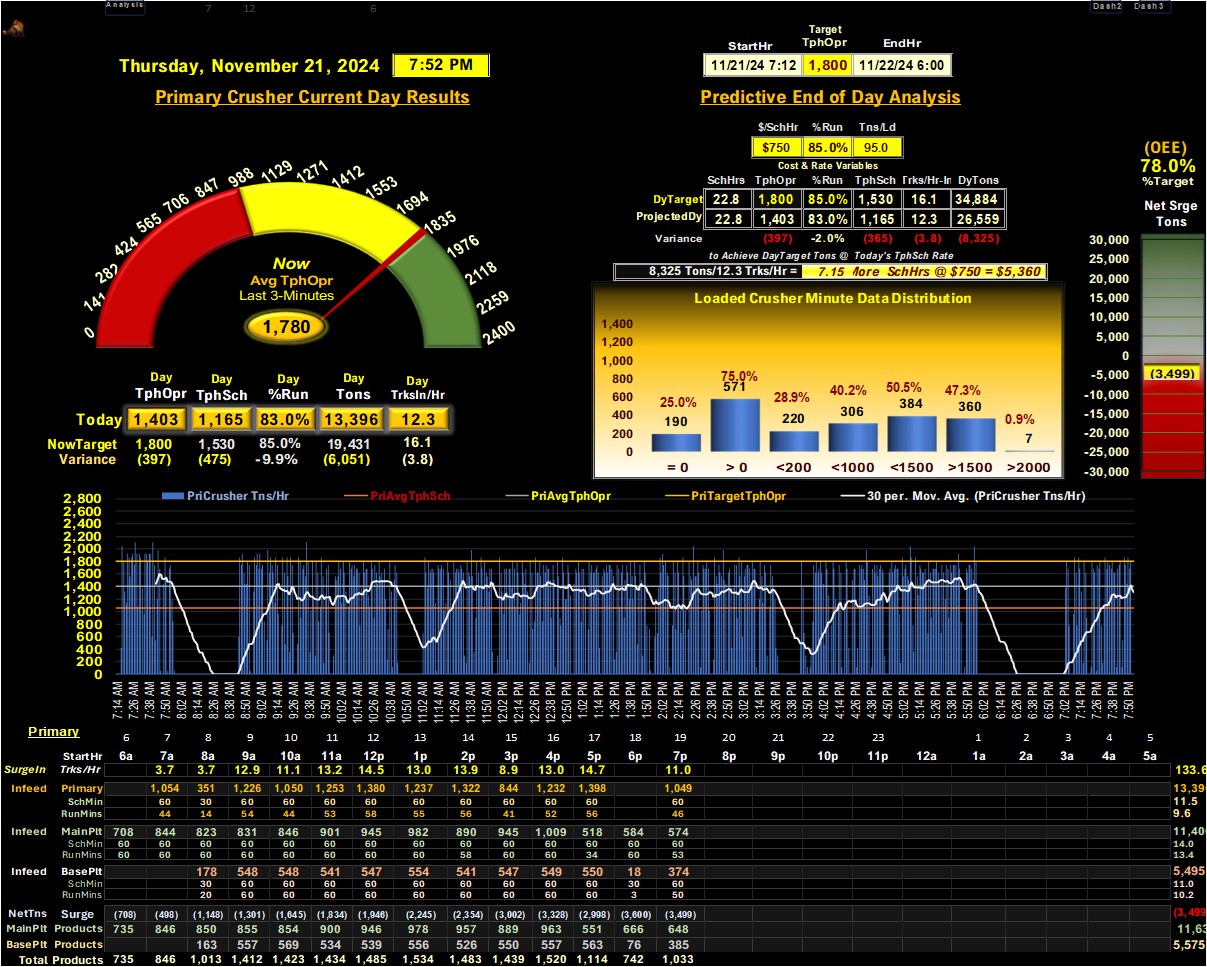 Analysis 7 12 6 Dash2 Dash3
Target
StartHr TphOpr EndHr
Thursday, November 21, 2024 7:52 PM 11/21/24 7:12 1,800 11/22/24 6:00
Primary Crusher Current Day Results Predictive End of Day Analysis
$/SchHr %Run Tns/Ld
$750 85.0% 95.0
Cost & Rate Variables
SchHrs TphOpr %Run TphSch Trks/Hr-In DyTons
DyTarget 22.8 1,800 85.0% 1,530 16.1 34,884
ProjectedDy 22.8 1,403 83.0% 1,165 12.3 26,559
Variance (397) -2.0% (365) (3.8) (8,325)
to Achieve DayTarget Tons @ Today's TphSch Rate
8,325 Tons/12.3 Trks/Hr = 7.15 More SchHrs @ $750 = $5,360
(OEE)
78.0%
%Target
Net Srge
Tons
30,000
25,000
20,000
15,000
10,000
5,000
0
(3,499)
-5,000
-10,000
-15,000
-20,000
-25,000
-30,000
0 141 282 424 565 706 847 988 1129 1271 1412 1553 1694 1835 1976 2118 2259 2400
Now
Avg TphOpr
Last 3-Minutes
1,780
Day Day Day Day Day
TphOpr TphSch %Run Tons TrksIn/Hr
Today 1,403 1,165 83.0% 13,396 12.3
NowTarget 1,800 1,530 85.0% 19,431 16.1
Variance (397) (475) -9.9% (6,051) (3.8)
Loaded Crusher Minute Data Distribution
1,400
1,200
1,000
800
600
400
200
0
25.0% 75.0% 28.9% 40.2% 50.5% 47.3% 0.9%
190 571 220 306 384 360 7
= 0 > 0 <200 <1000 <1500 >1500 >2000
PriCrusher Tns/Hr PriAvgTphSch PriAvgTphOpr PriTargetTphOpr 30 per. Mov. Avg. (PriCrusher Tns/Hr)
2,800
2,600
2,400
2,200
2,000
1,800
1,600
1,400
1,200
1,000
800
600
400
200
0
7:14 AM 7:26 AM 7:38 AM 7:50 AM 8:02 AM 8:14 AM 8:26 AM 8:38 AM 8:50 AM 9:02 AM 9:14 AM 9:26 AM 9:38 AM 9:50 AM 10:02 AM 10:14 AM 10:26 AM 10:38 AM 10:50 AM 11:02 AM 11:14 AM 11:26 AM 11:38 AM 11:50 AM 12:02 PM 12:14 PM 12:26 PM 12:38 PM 12:50 PM 1:02 PM 1:14 PM 1:26 PM 1:38 PM 1:50 PM 2:02 PM 2:14 PM 2:26 PM 2:38 PM 2:50 PM 3:02 PM 3:14 PM 3:26 PM 3:38 PM 3:50 PM 4:02 PM 4:14 PM 4:26 PM 4:38 PM 4:50 PM 5:02 PM 5:14 PM 5:26 PM 5:38 PM 5:50 PM 6:02 PM 6:14 PM 6:26 PM 6:38 PM 6:50 PM 7:02 PM 7:14 PM 7:26 PM 7:38 PM 7:50 PM
Primary 6 7 8 9 10 11 12 13 14 15 16 17 18 19 20 21 22 23 1 2 3 4 5
StartHr 6a 7a 8a 9a 10a 11a 12p 1p 2p 3p 4p 5p 6p 7p 8p 9p 10p 11p 12a 1a 2a 3a 4a 5a
SurgeIn Trks/Hr 3.7 3.7 12.9 11.1 13.2 14.5 13.0 13.9 8.9 13.0 14.7 11.0 133.6
Infeed Primary 1,054 351 1,226 1,050 1,253 1,380 1,237 1,322 844 1,232 1,398 1,049 13,39
SchMin 60 30 60 60 60 60 60 60 60 60 60 60 11.5
RunMins 44 14 54 44 53 58 55 56 41 52 56 46 9.6
Infeed MainPlt 708 844 823 831 846 901 945 982 890 945 1,009 518 584 574 11,40
SchMin 60 60 60 60 60 60 60 60 60 60 60 60 60 60 14.0
RunMins 60 60 60 60 60 60 60 60 58 60 60 34 60 53 13.4
Infeed BasePlt 178 548 548 541 547 554 541 547 549 550 18 374 5,495
SchMin 30 60 60 60 60 60 60 60 60 60 30 60 11.0
RunMins 20 60 60 60 60 60 60 60 60 60 3 50 10.2
NetTns Surge (708) (498) (1,148) (1,301) (1,645) (1,834) (1,946) (2,245) (2,354) (3,002) (3,328) (2,998) (3,600) (3,499) (3,499
MainPlt Products 735 846 850 855 854 900 946 978 957 889 963 551 666 648 11,63
BasePlt Products 163 557 569 534 539 556 526 550 557 563 76 385 5,575
Total Products 735 846 1,013 1,412 1,423 1,434 1,485 1,534 1,483 1,439 1,520 1,114 742 1,033